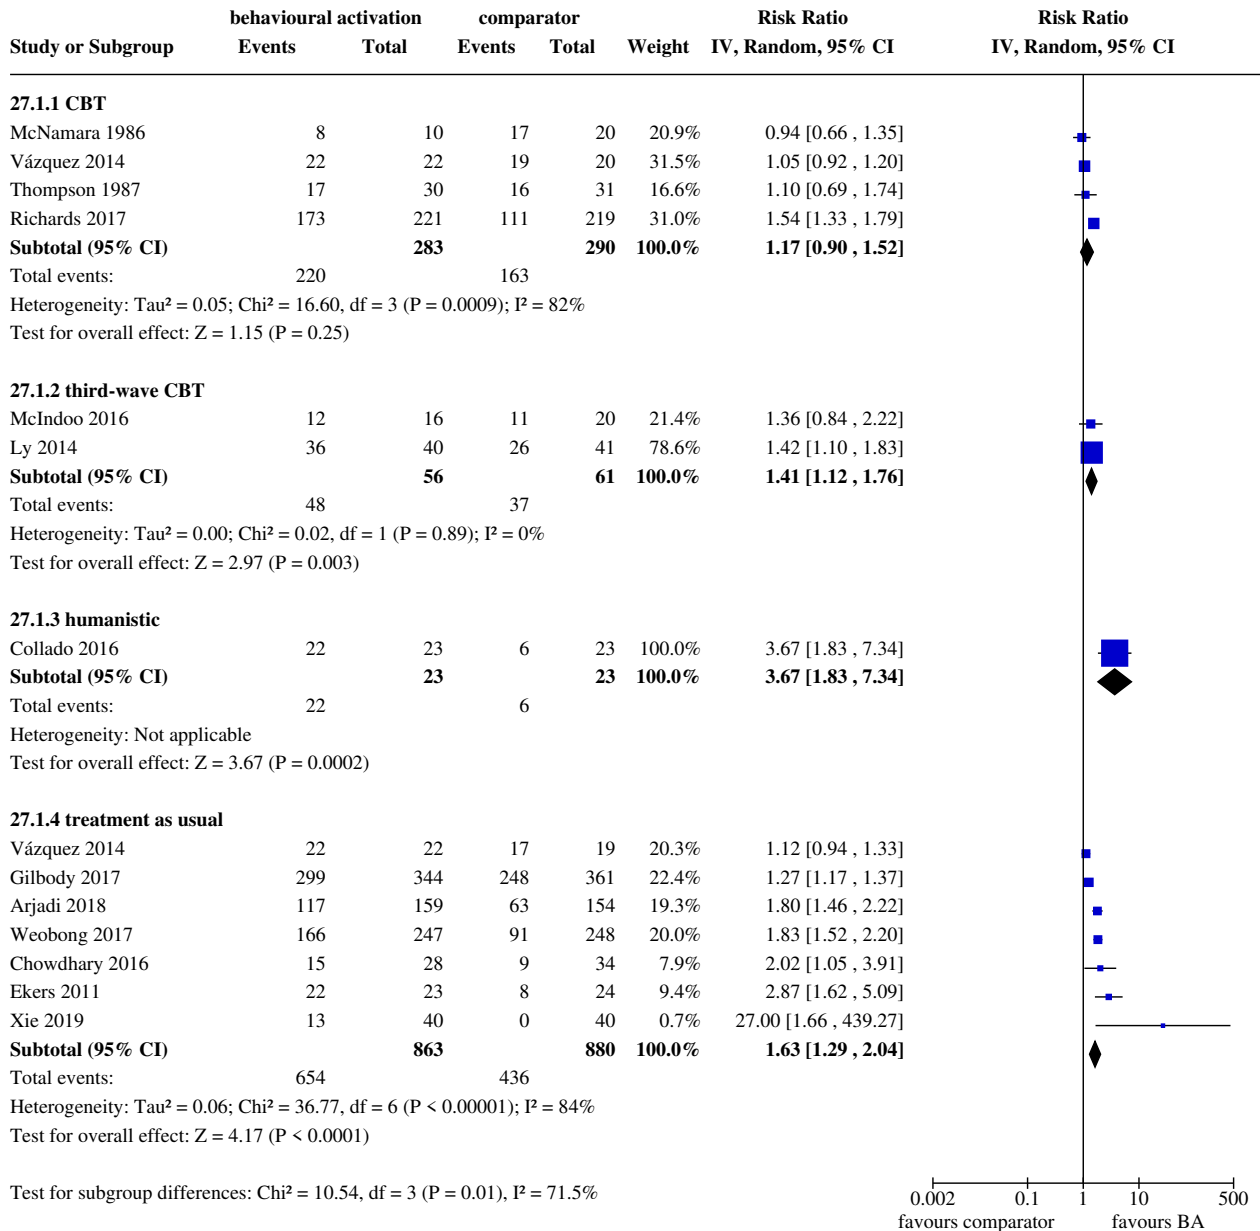 behavioural activation comparator Risk Ratio Risk Ratio
Study or Subgroup Events Total Events Total Weight IV, Random, 95% CI IV, Random, 95% CI
27.1.1 CBT
McNamara 1986 8 10 17 20 20.9% 0.94 [0.66 , 1.35]
Vázquez 2014 22 22 19 20 31.5% 1.05 [0.92 , 1.20]
Thompson 1987 17 30 16 31 16.6% 1.10 [0.69 , 1.74]
Richards 2017 173 221 111 219 31.0% 1.54 [1.33 , 1.79]
Subtotal (95% CI) 283 290 100.0% 1.17 [0.90 , 1.52]
Total events: 220 163
Heterogeneity: Tau² = 0.05; Chi² = 16.60, df = 3 (P = 0.0009); I² = 82%
Test for overall effect: Z = 1.15 (P = 0.25)
27.1.2 third-wave CBT
McIndoo 2016 12 16 11 20 21.4% 1.36 [0.84 , 2.22]
Ly 2014 36 40 26 41 78.6% 1.42 [1.10 , 1.83]
Subtotal (95% CI) 56 61 100.0% 1.41 [1.12 , 1.76]
Total events: 48 37
Heterogeneity: Tau² = 0.00; Chi² = 0.02, df = 1 (P = 0.89); I² = 0%
Test for overall effect: Z = 2.97 (P = 0.003)
27.1.3 humanistic
Collado 2016 22 23 6 23 100.0% 3.67 [1.83 , 7.34]
Subtotal (95% CI) 23 23 100.0% 3.67 [1.83 , 7.34]
Total events: 22 6
Heterogeneity: Not applicable
Test for overall effect: Z = 3.67 (P = 0.0002)
27.1.4 treatment as usual
Vázquez 2014 22 22 17 19 20.3% 1.12 [0.94 , 1.33]
Gilbody 2017 299 344 248 361 22.4% 1.27 [1.17 , 1.37]
Arjadi 2018 117 159 63 154 19.3% 1.80 [1.46 , 2.22]
Weobong 2017 166 247 91 248 20.0% 1.83 [1.52 , 2.20]
Chowdhary 2016 15 28 9 34 7.9% 2.02 [1.05 , 3.91]
Ekers 2011 22 23 8 24 9.4% 2.87 [1.62 , 5.09]
Xie 2019 13 40 0 40 0.7% 27.00 [1.66 , 439.27]
Subtotal (95% CI) 863 880 100.0% 1.63 [1.29 , 2.04]
Total events: 654 436
Heterogeneity: Tau² = 0.06; Chi² = 36.77, df = 6 (P < 0.00001); I² = 84%
Test for overall effect: Z = 4.17 (P < 0.0001)
Test for subgroup differences: Chi² = 10.54, df = 3 (P = 0.01), I² = 71.5%
0.002 0.1 1 10 500
favours comparator favours BA